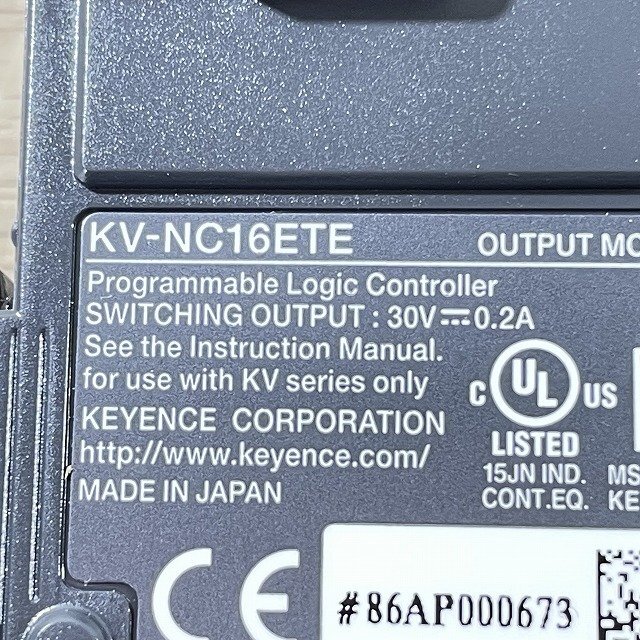 KV-NC16ETE OUTPUT MO
Programmable Logic Controller
SWITCHING OUTPUT : 30V⎓0.2A
See the Instruction Manual.
for use with KV series only
KEYENCE CORPORATION
http://www.keyence.com/
MADE IN JAPAN
C UL US
LISTED
15JN IND. MS
CONT.EQ. KE
CE
#86AP000673